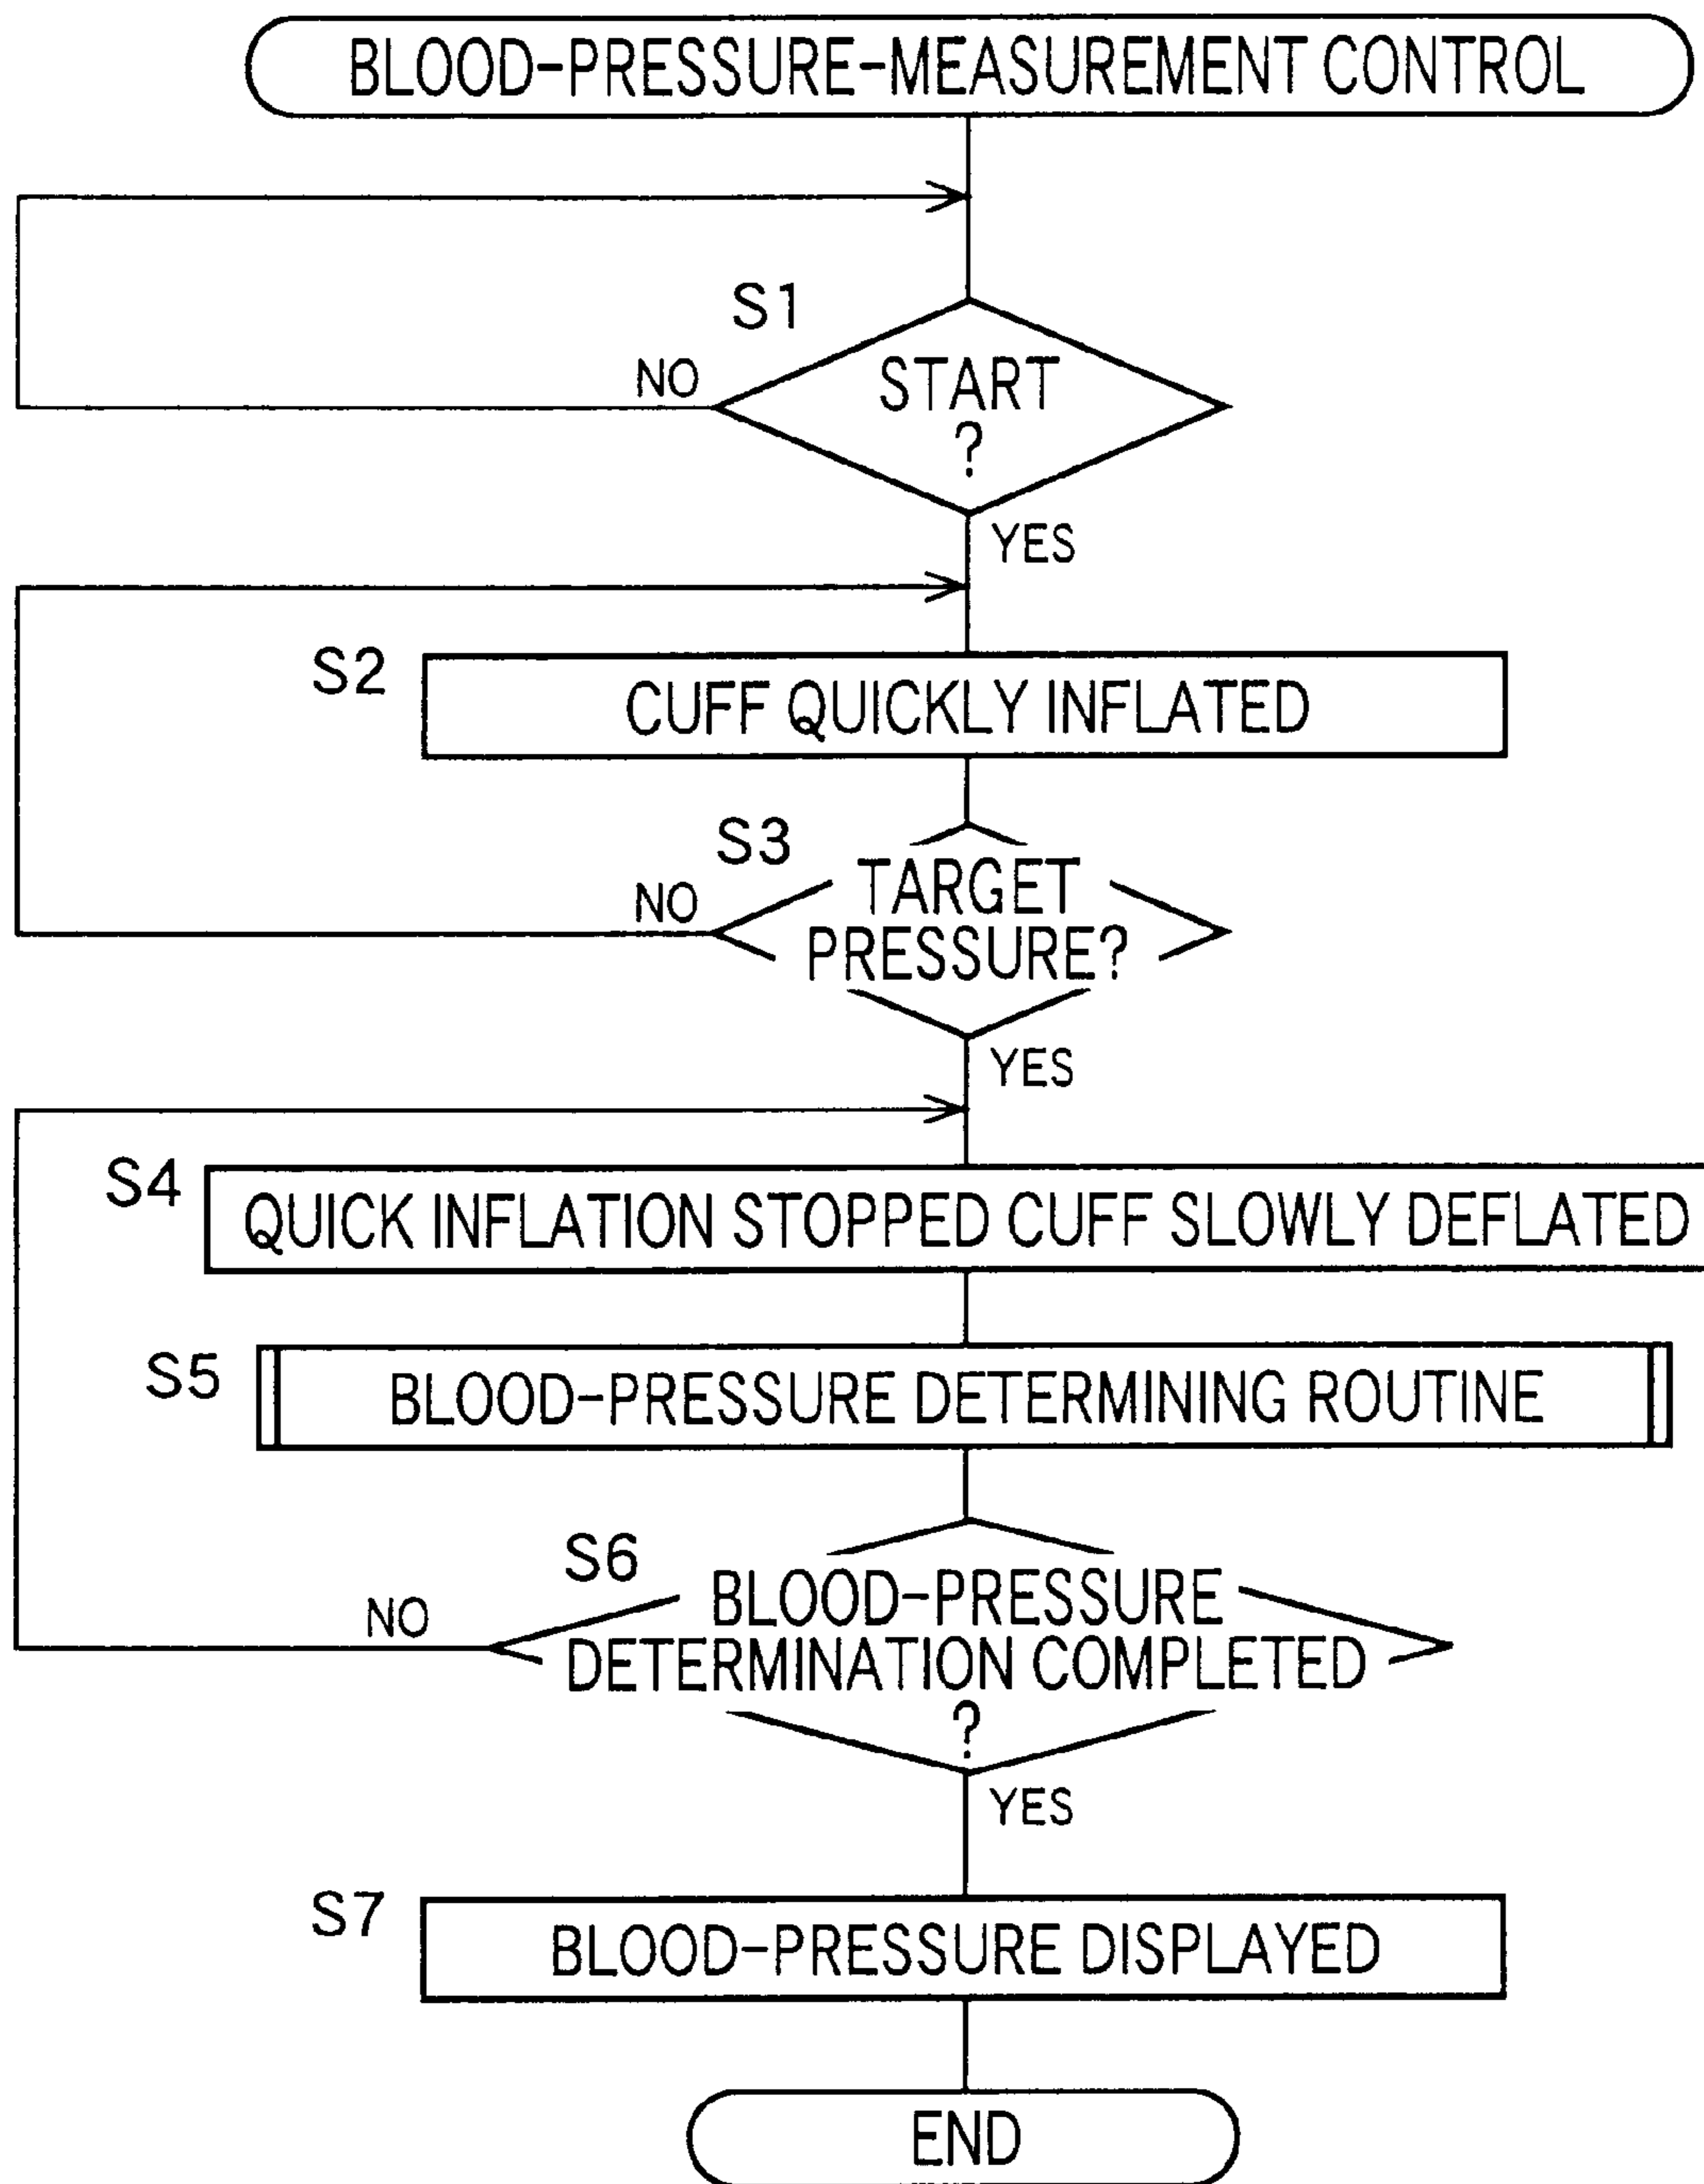 BLOOD-PRESSURE-MEASUREMENT CONTROL
S1
NO
START
?
YES
S2
CUFF QUICKLY INFLATED
S3
NO
TARGET
PRESSURE?
YES
S4
QUICK INFLATION STOPPED CUFF SLOWLY DEFLATED
S5
BLOOD-PRESSURE DETERMINING ROUTINE
S6
NO
BLOOD-PRESSURE
DETERMINATION COMPLETED
?
YES
S7
BLOOD-PRESSURE DISPLAYED
END